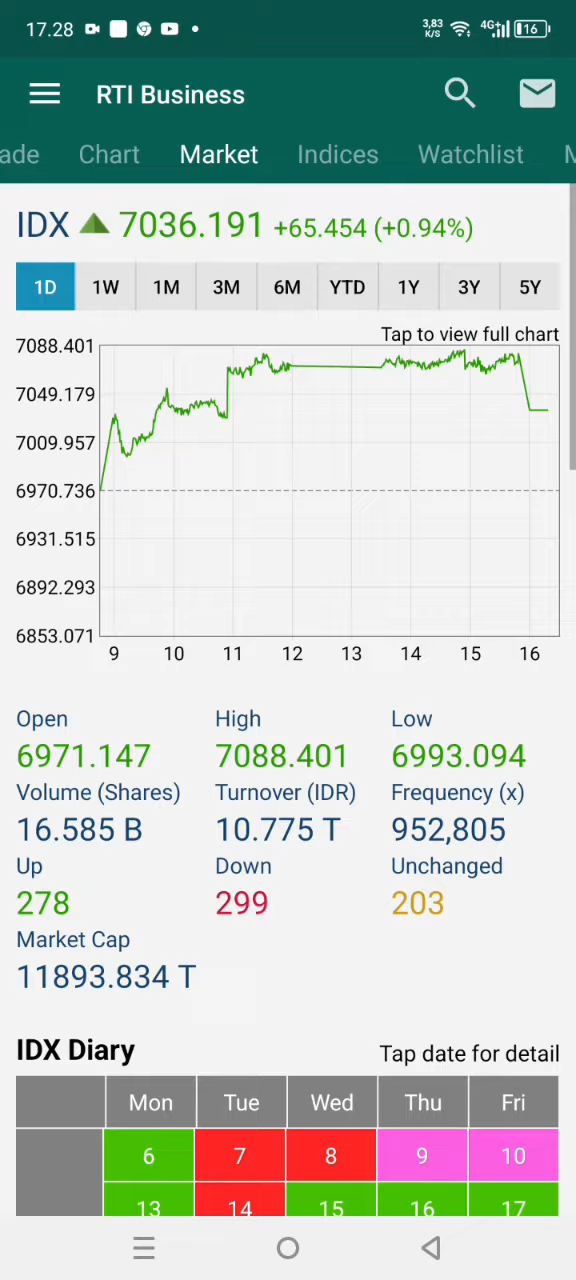 17.28
3,83 K/S 4G+ 16
RTI Business
ade Chart Market Indices Watchlist M
IDX 7036.191 +65.454 (+0.94%)
1D 1W 1M 3M 6M YTD 1Y 3Y 5Y
Tap to view full chart
7088.401
7049.179
7009.957
6970.736
6931.515
6892.293
6853.071
9 10 11 12 13 14 15 16
Open High Low
6971.147 7088.401 6993.094
Volume (Shares) Turnover (IDR) Frequency (x)
16.585 B 10.775 T 952,805
Up Down Unchanged
278 299 203
Market Cap
11893.834 T
IDX Diary Tap date for detail
Mon Tue Wed Thu Fri
6 7 8 9 10
13 14 15 16 17